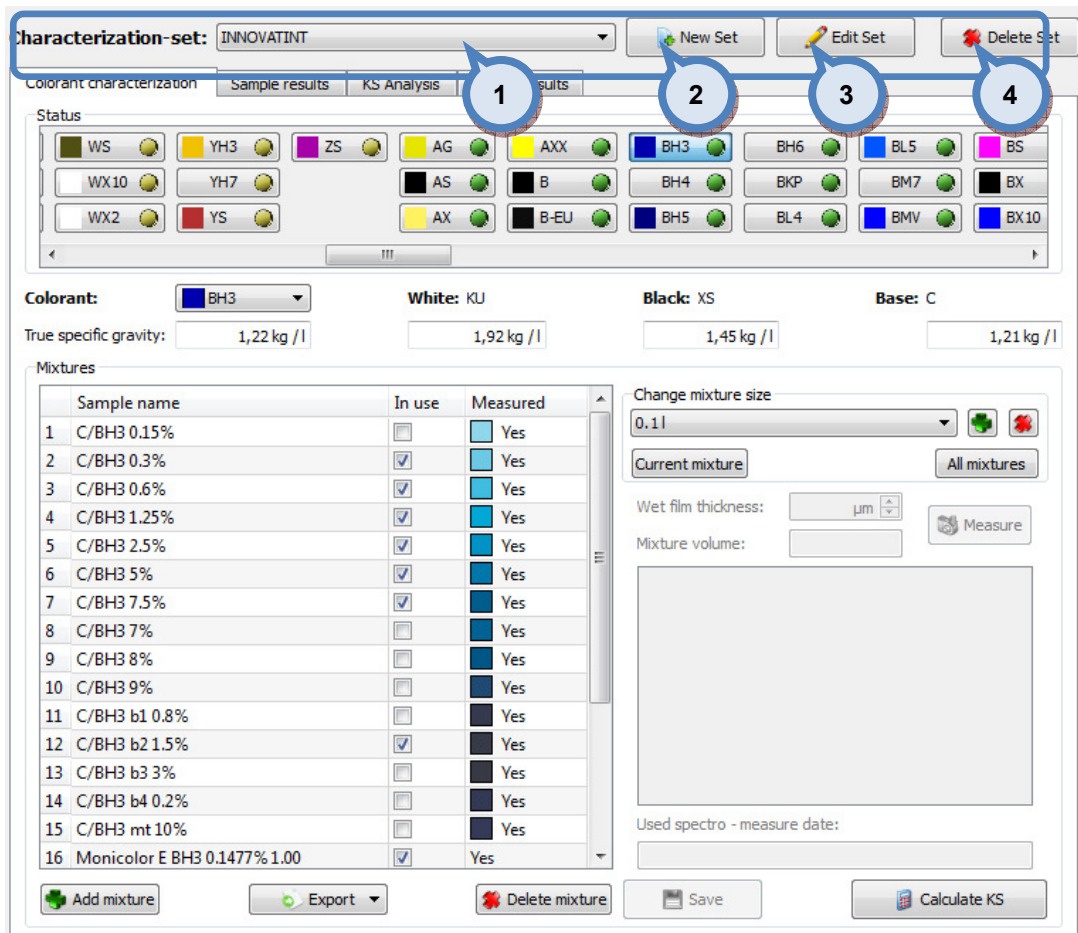 Characterization-set: INNOVATINT New Set Edit Set Delete Set
1 2 3 4
Colorant characterization Sample results KS Analysis sults
Status
WS YH3 ZS AG AXX BH3 BH6 BL5 BS
WX10 YH7 AS B BH4 BKP BM7 BX
WX2 YS AX B-EU BH5 BL4 BMV BX10
Colorant: BH3 White: KU Black: XS Base: C
True specific gravity: 1,22 kg / l 1,92 kg / l 1,45 kg / l 1,21 kg / l
Mixtures
Sample name In use Measured
1 C/BH3 0.15% Yes
2 C/BH3 0.3% Yes
3 C/BH3 0.6% Yes
4 C/BH3 1.25% Yes
5 C/BH3 2.5% Yes
6 C/BH3 5% Yes
7 C/BH3 7.5% Yes
8 C/BH3 7% Yes
9 C/BH3 8% Yes
10 C/BH3 9% Yes
11 C/BH3 b1 0.8% Yes
12 C/BH3 b2 1.5% Yes
13 C/BH3 b3 3% Yes
14 C/BH3 b4 0.2% Yes
15 C/BH3 mt 10% Yes
16 Monicolor E BH3 0.1477% 1.00 Yes
Change mixture size
0.1 l
Current mixture All mixtures
Wet film thickness: µm
Measure
Mixture volume:
Used spectro - measure date:
Add mixture Export Delete mixture Save Calculate KS